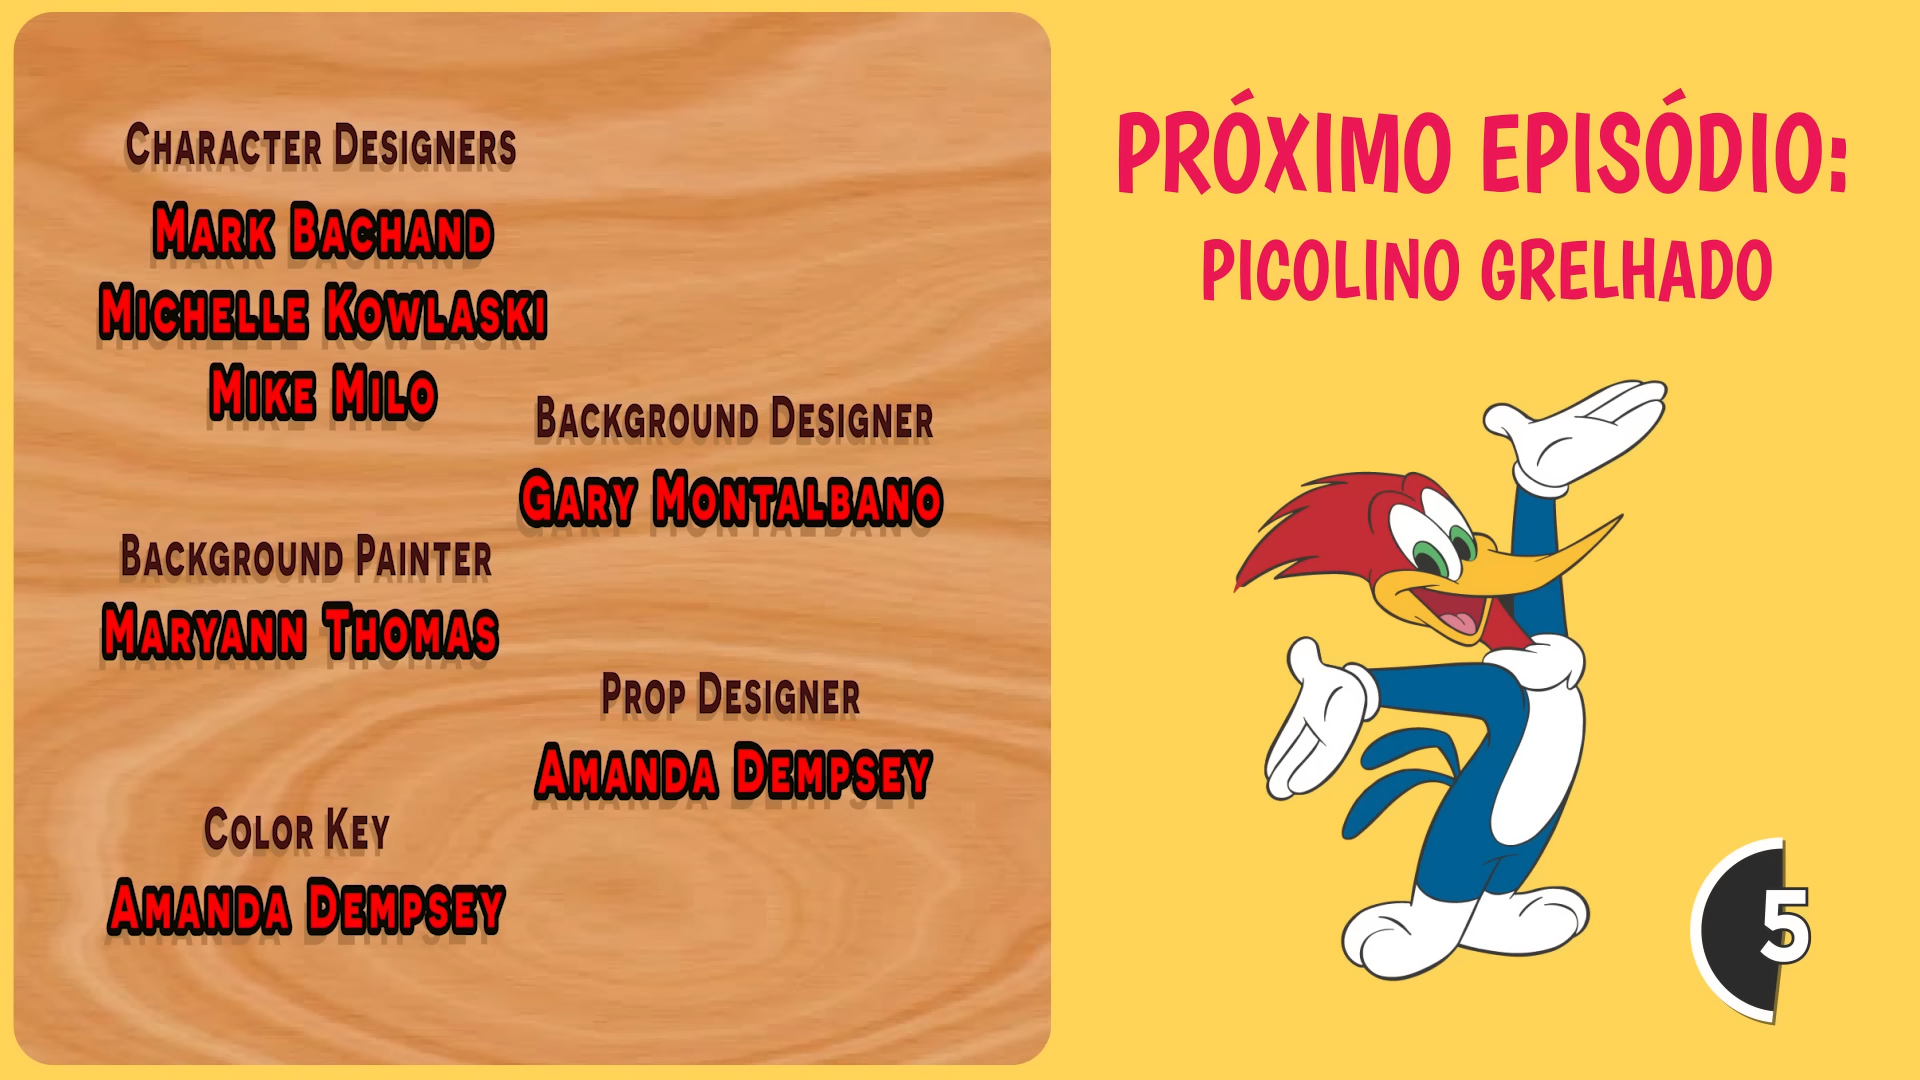 Character Designers
Mark Bachand
Michelle Kowlaski
Mike Milo
Background Designer
Gary Montalbano
Background Painter
Maryann Thomas
Prop Designer
Amanda Dempsey
Color Key
Amanda Dempsey
PRÓXIMO EPISÓDIO:
PICOLINO GRELHADO
5